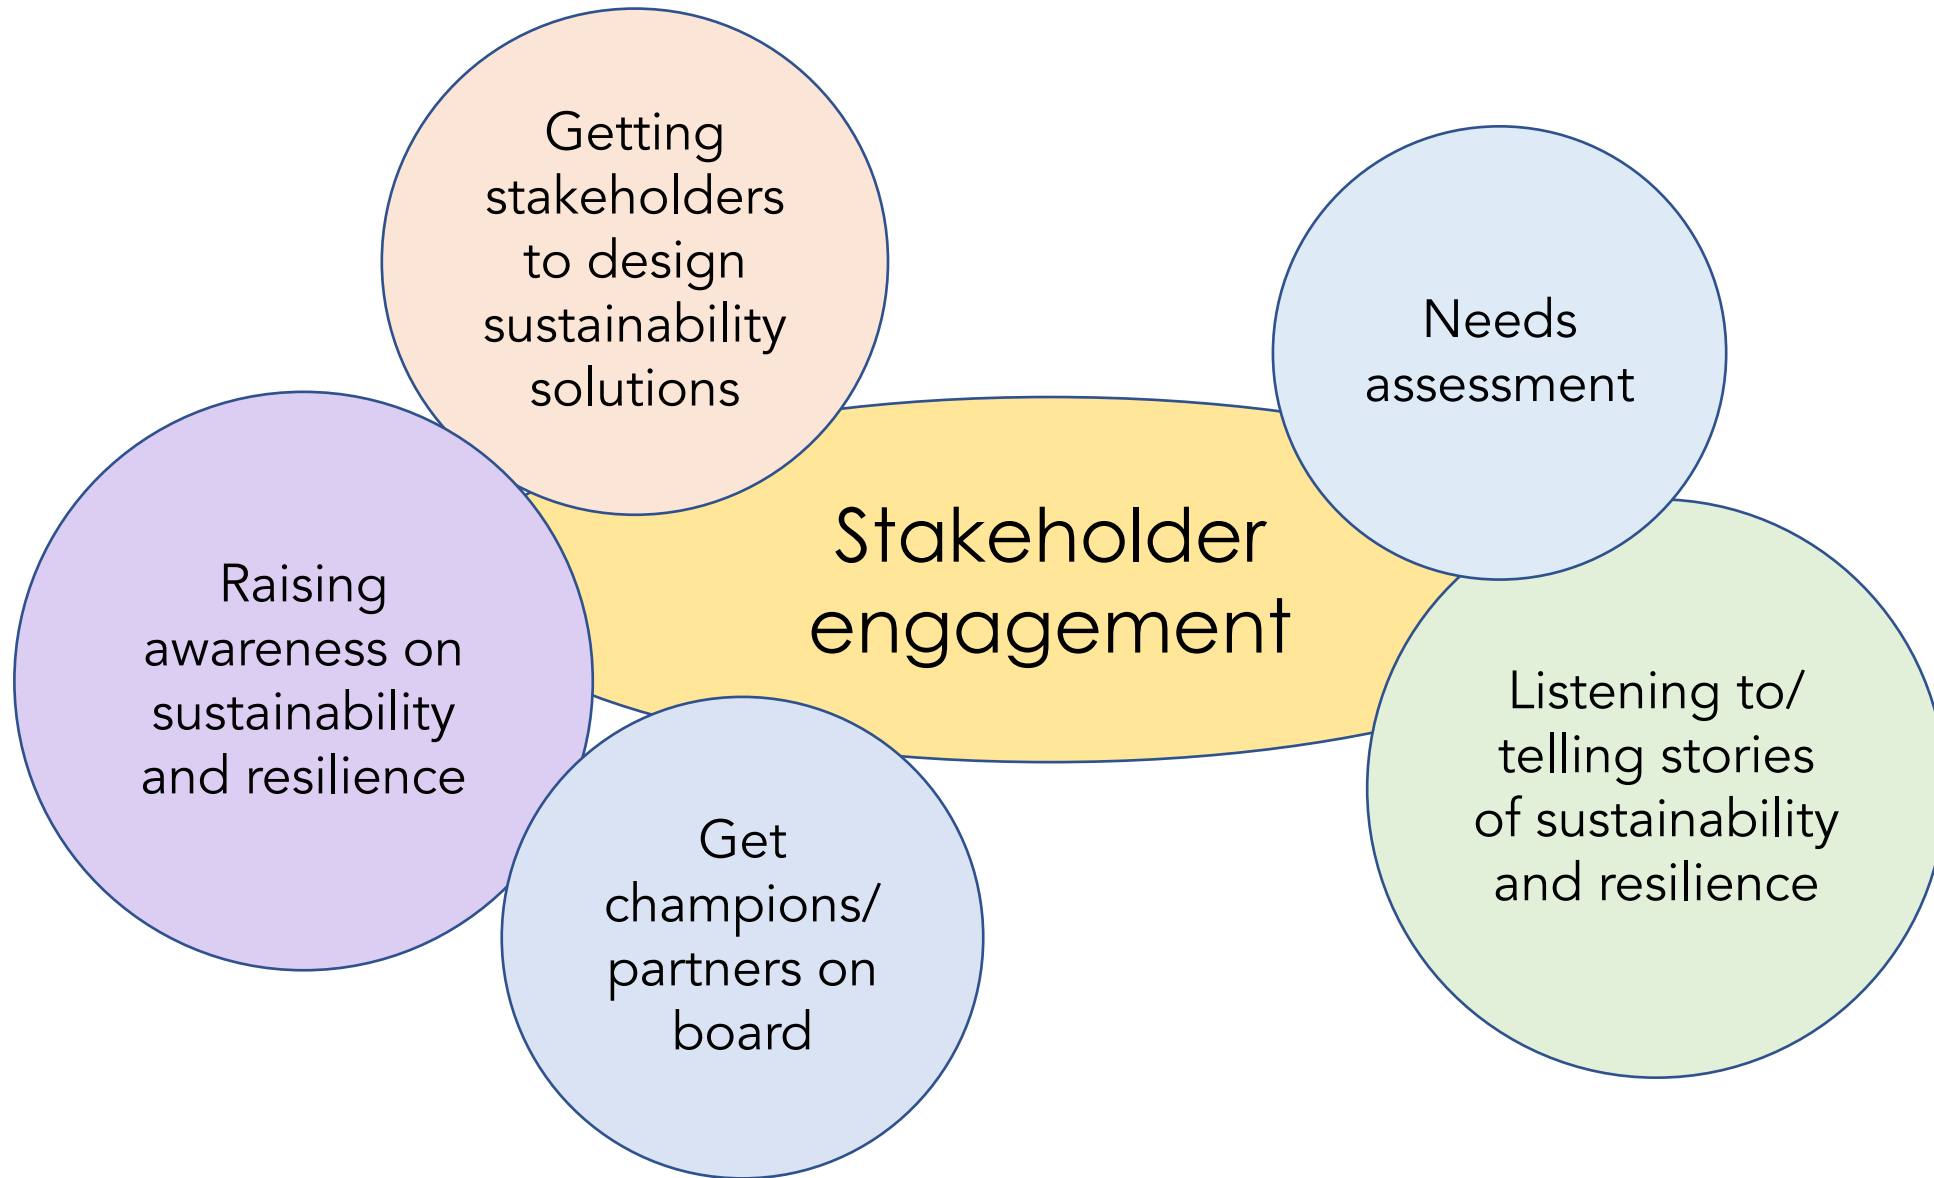 Getting
stakeholders
to design
sustainability
solutions
Needs
assessment
Stakeholder
engagement
Raising
awareness on
sustainability
and resilience
Listening to/
telling stories
of sustainability
and resilience
Get
champions/
partners on
board